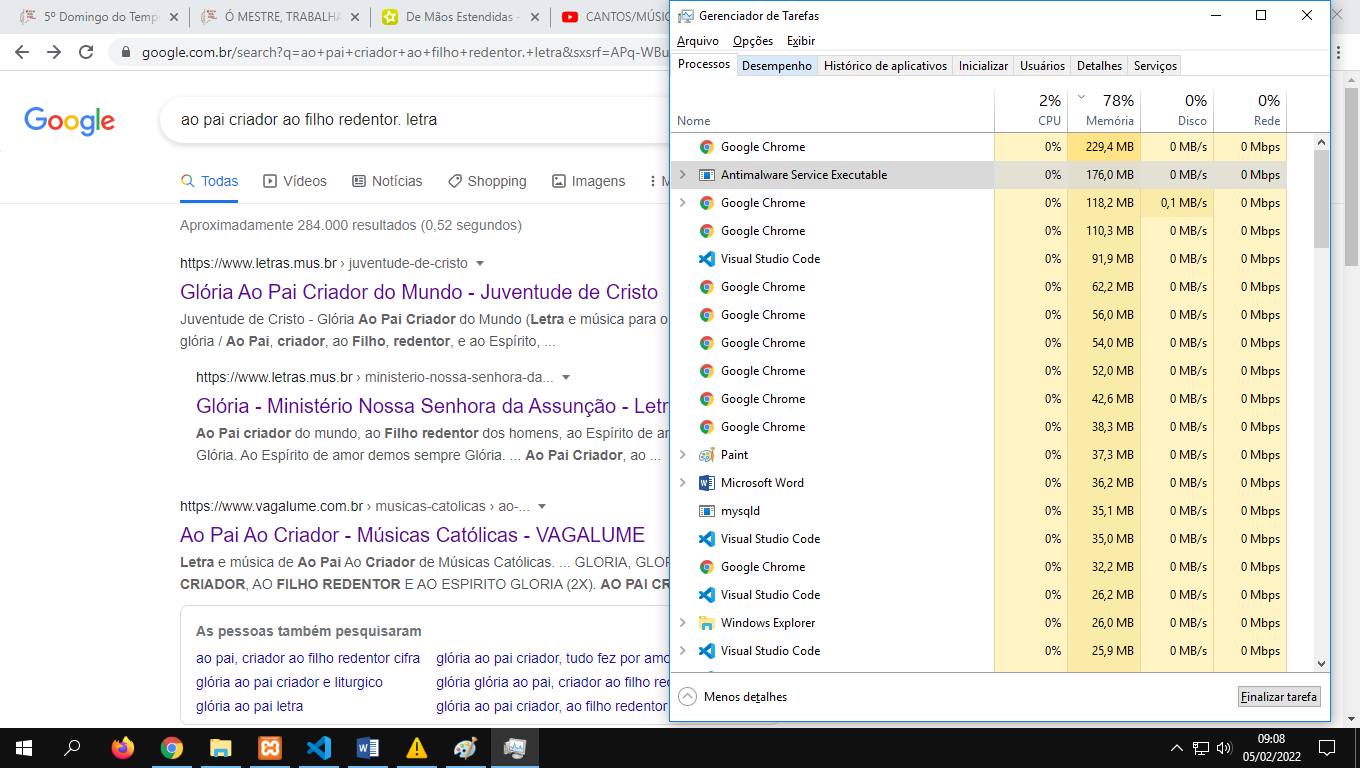 5º Domingo do Tempo
Ó MESTRE, TRABALHA
De Mãos Estendidas -
CANTOS/MÚSIC
google.com.br/search?q=ao+pai+criador+ao+filho+redentor.+letra&sxsrf=APq-WBu
Google
ao pai criador ao filho redentor. letra
Todas
Vídeos
Notícias
Shopping
Imagens
M
Aproximadamente 284.000 resultados (0,52 segundos)
https://www.letras.mus.br › juventude-de-cristo
Glória Ao Pai Criador do Mundo - Juventude de Cristo
Juventude de Cristo - Glória Ao Pai Criador do Mundo (Letra e música para o
glória / Ao Pai, criador, ao Filho, redentor, e ao Espírito, ...
https://www.letras.mus.br › ministerio-nossa-senhora-da...
Glória - Ministério Nossa Senhora da Assunção - Letr
Ao Pai criador do mundo, ao Filho redentor dos homens, ao Espírito de am
Glória. Ao Espírito de amor demos sempre Glória. ... Ao Pai Criador, ao ...
https://www.vagalume.com.br › musicas-catolicas › ao-...
Ao Pai Ao Criador - Músicas Católicas - VAGALUME
Letra e música de Ao Pai Ao Criador de Músicas Católicas. ... GLORIA, GLOR
CRIADOR, AO FILHO REDENTOR E AO ESPIRITO GLORIA (2X). AO PAI CR
As pessoas também pesquisaram
ao pai, criador ao filho redentor cifra
glória ao pai criador, tudo fez por amo
glória ao pai criador e liturgico
glória glória ao pai, criador ao filho red
glória ao pai letra
glória ao pai criador, ao filho redentor
Gerenciador de Tarefas
Arquivo Opções Exibir
Processos Desempenho Histórico de aplicativos Inicializar Usuários Detalhes Serviços
2% 78% 0% 0%
Nome CPU Memória Disco Rede
Google Chrome 0% 229,4 MB 0 MB/s 0 Mbps
Antimalware Service Executable 0% 176,0 MB 0 MB/s 0 Mbps
Google Chrome 0% 118,2 MB 0,1 MB/s 0 Mbps
Google Chrome 0% 110,3 MB 0 MB/s 0 Mbps
Visual Studio Code 0% 91,9 MB 0 MB/s 0 Mbps
Google Chrome 0% 62,2 MB 0 MB/s 0 Mbps
Google Chrome 0% 56,0 MB 0 MB/s 0 Mbps
Google Chrome 0% 54,0 MB 0 MB/s 0 Mbps
Google Chrome 0% 52,0 MB 0 MB/s 0 Mbps
Google Chrome 0% 42,6 MB 0 MB/s 0 Mbps
Google Chrome 0% 38,3 MB 0 MB/s 0 Mbps
Paint 0% 37,3 MB 0 MB/s 0 Mbps
Microsoft Word 0% 36,2 MB 0 MB/s 0 Mbps
mysqld 0% 35,1 MB 0 MB/s 0 Mbps
Visual Studio Code 0% 35,0 MB 0 MB/s 0 Mbps
Google Chrome 0% 32,2 MB 0 MB/s 0 Mbps
Visual Studio Code 0% 26,2 MB 0 MB/s 0 Mbps
Windows Explorer 0% 26,0 MB 0 MB/s 0 Mbps
Visual Studio Code 0% 25,9 MB 0 MB/s 0 Mbps
Menos detalhes
Finalizar tarefa
09:08
05/02/2022